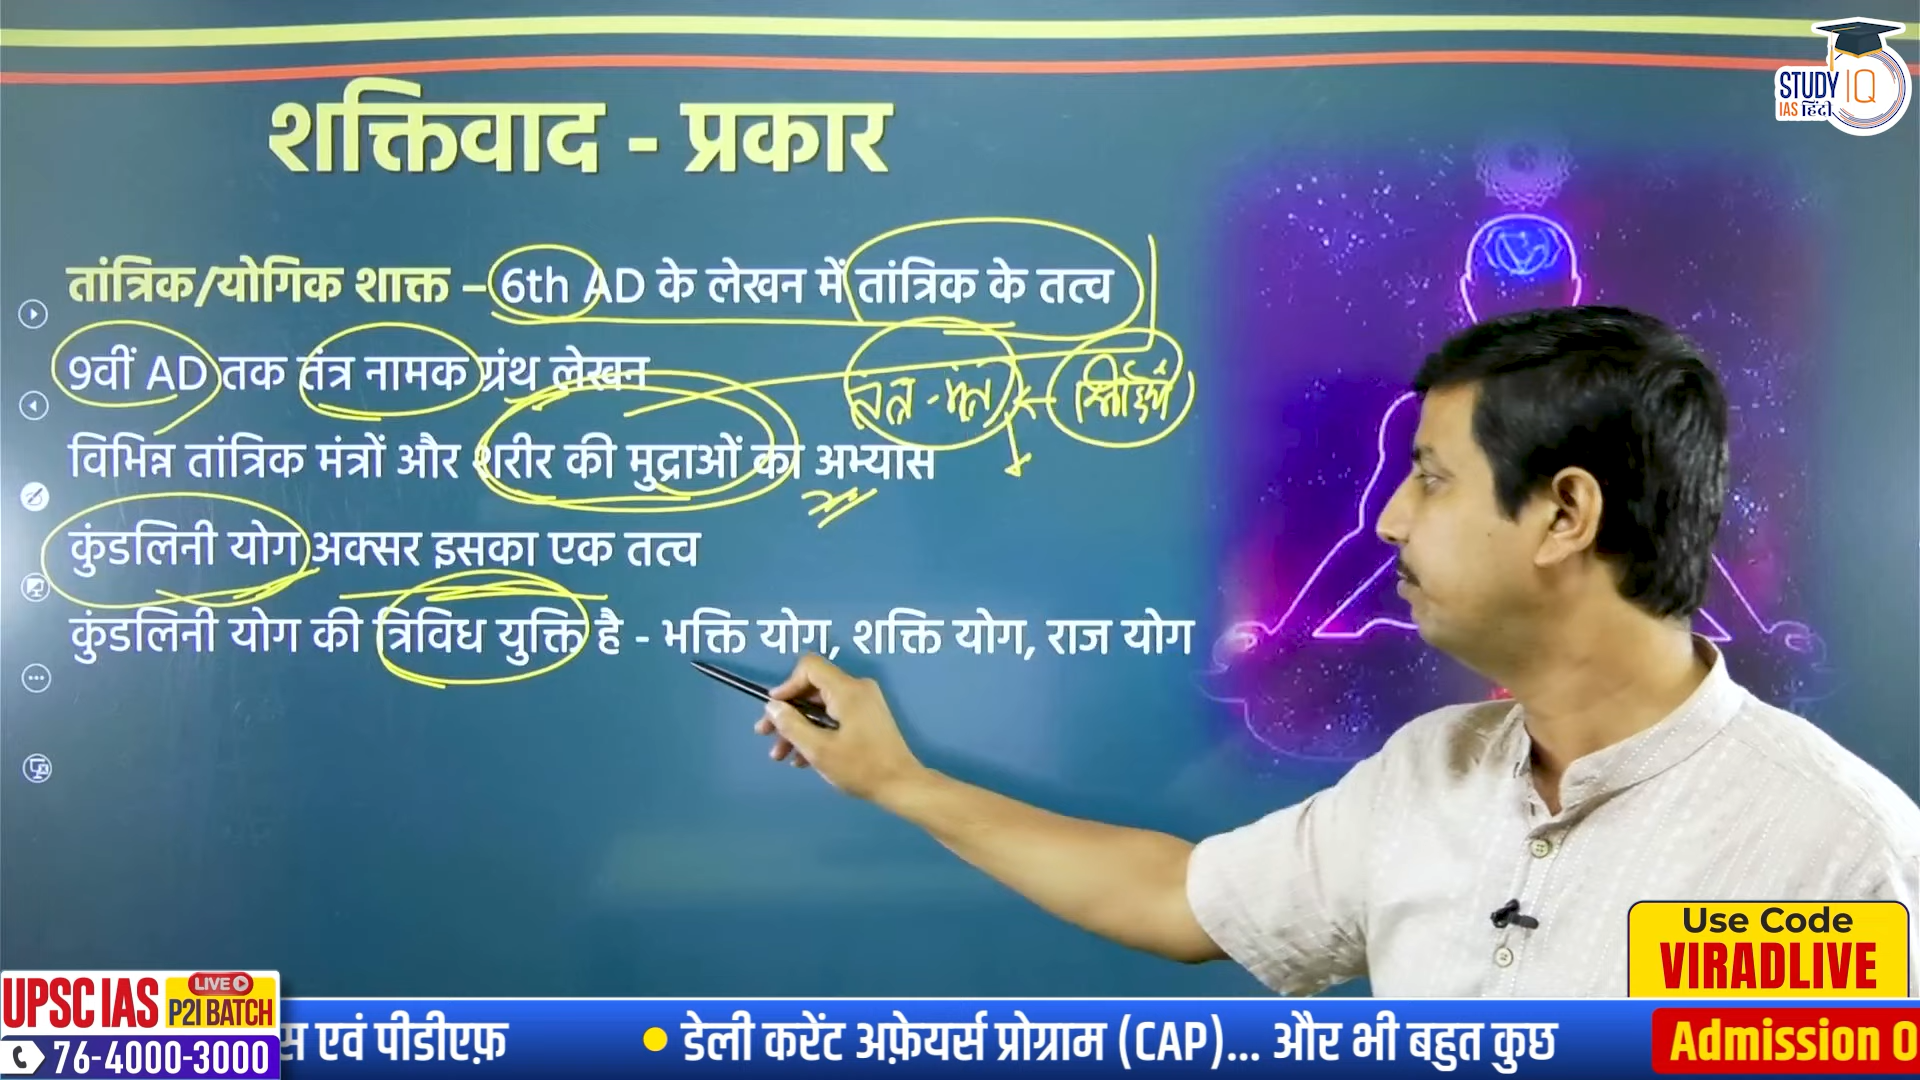 STUDY IQ
IAS हिंदी
शक्तिवाद - प्रकार
तांत्रिक/योगिक शाक्त – 6th AD के लेखन में तांत्रिक के तत्व
9वीं AD तक तंत्र नामक ग्रंथ लेखन
तंत्र - मंत्र
विभिन्न तांत्रिक मंत्रों और शरीर की मुद्राओं का अभ्यास
कुंडलिनी योग अक्सर इसका एक तत्व
कुंडलिनी योग की त्रिविध युक्ति है - भक्ति योग, शक्ति योग, राज योग
Use Code
VIRADLIVE
UPSC IAS LIVE
P2I BATCH
76-4000-3000
स एवं पीडीएफ़ • डेली करेंट अफ़ेयर्स प्रोग्राम (CAP)... और भी बहुत कुछ
Admission O